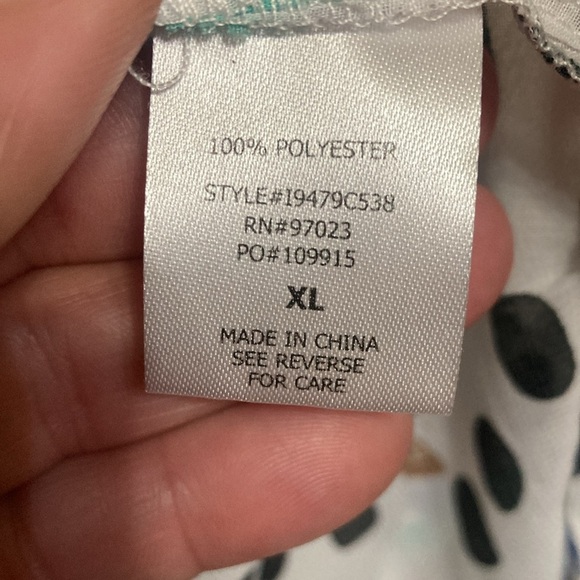 100% POLYESTER
STYLE#I9479C538
RN#97023
PO#109915
XL
MADE IN CHINA
SEE REVERSE
FOR CARE